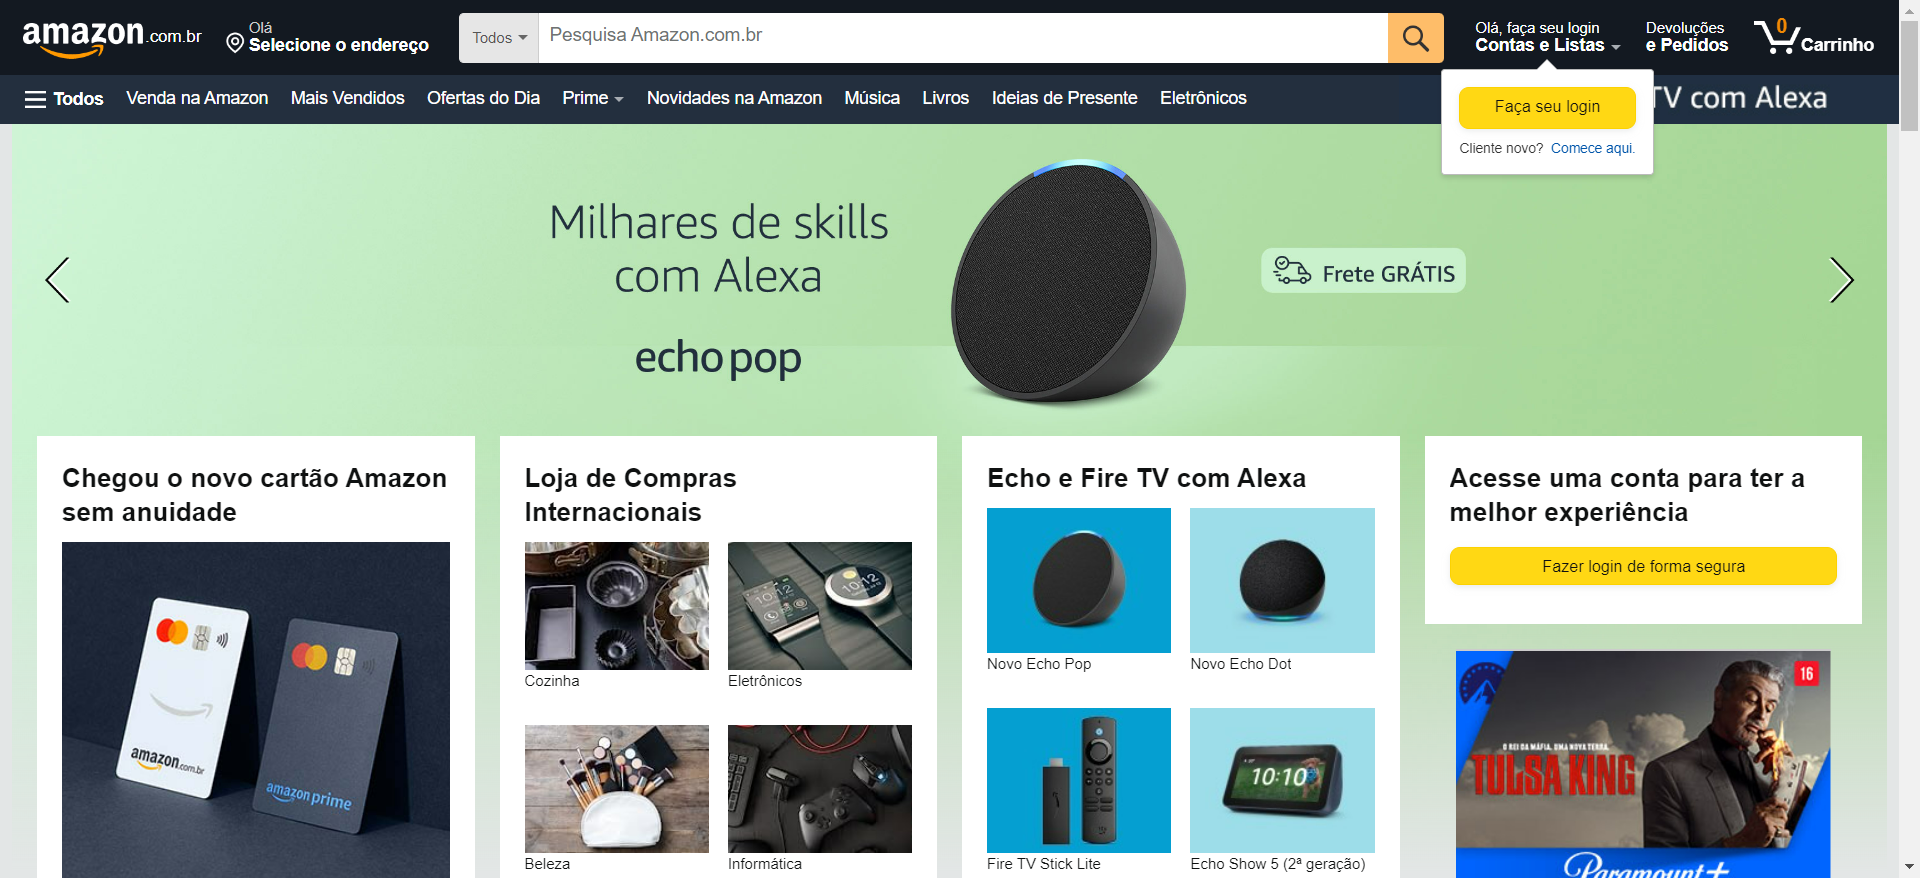 amazon.com.br
Olá
Selecione o endereço
Todos
Pesquisa Amazon.com.br
Olá, faça seu login
Contas e Listas
Devoluções
e Pedidos
0
Carrinho
Todos
Venda na Amazon
Mais Vendidos
Ofertas do Dia
Prime
Novidades na Amazon
Música
Livros
Ideias de Presente
Eletrônicos
TV com Alexa
Faça seu login
Cliente novo? Comece aqui.
Milhares de skills
com Alexa
echo pop
Frete GRÁTIS
Chegou o novo cartão Amazon
sem anuidade
amazon.com.br
amazon prime
Loja de Compras
Internacionais
10:12
10:12
Cozinha
Eletrônicos
Beleza
Informática
Echo e Fire TV com Alexa
Novo Echo Pop
Novo Echo Dot
10:10
Fire TV Stick Lite
Echo Show 5 (2ª geração)
Acesse uma conta para ter a
melhor experiência
Fazer login de forma segura
16
O REI DA MÁFIA. UMA NOVA TERRA.
TULSA KING
Paramount+